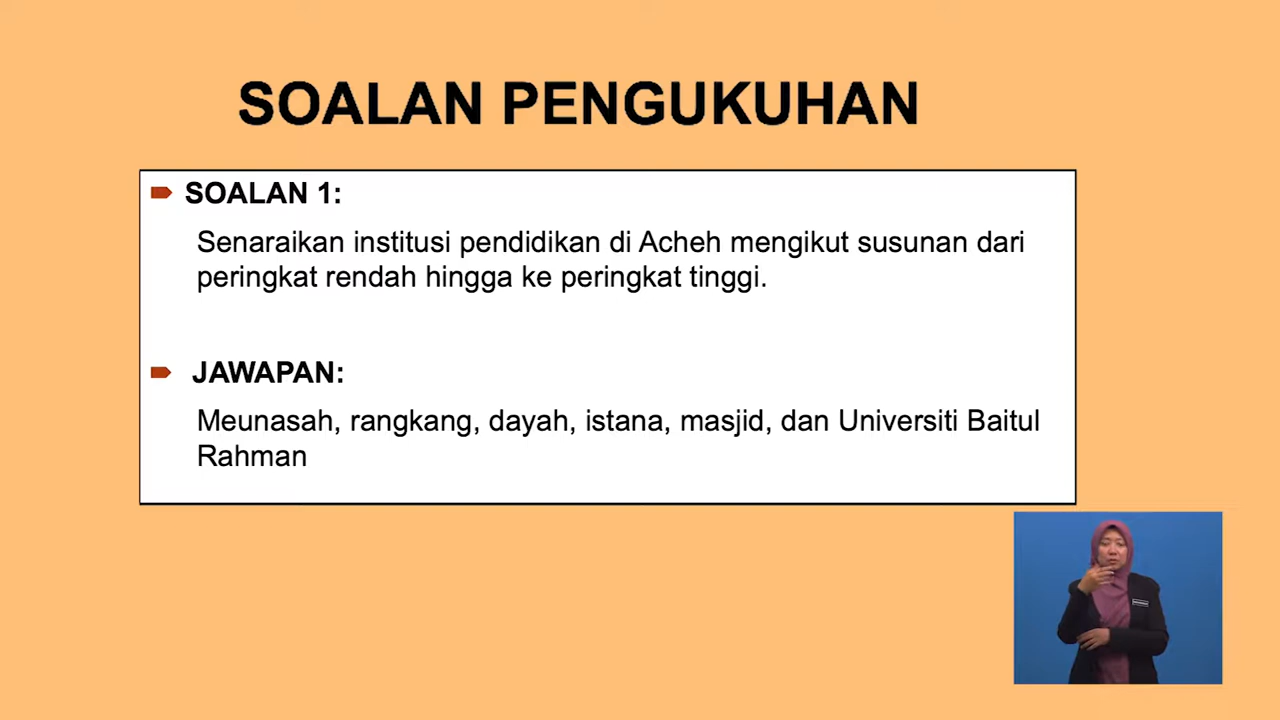 SOALAN PENGUKUHAN
SOALAN 1:
Senaraikan institusi pendidikan di Acheh mengikut susunan dari
peringkat rendah hingga ke peringkat tinggi.
JAWAPAN:
Meunasah, rangkang, dayah, istana, masjid, dan Universiti Baitul
Rahman